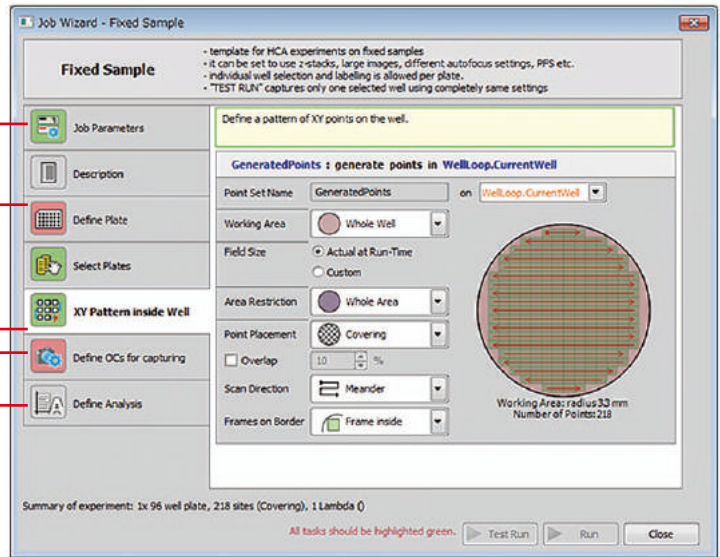 Job Wizard - Fixed Sample
Fixed Sample
- template for HCA experiments on fixed samples
- it can be set to use z-stacks, large images, different autofocus settings, PFS etc.
- individual well selection and labeling is allowed per plate.
- "TEST RUN" captures only one selected well using completely same settings
Job Parameters
Description
Define Plate
Select Plates
XY Pattern inside Well
Define OCs for capturing
Define Analysis
Define a pattern of XY points on the well.
GeneratedPoints : generate points in WellLoop.CurrentWell
Point Set Name GeneratedPoints on WellLoop.CurrentWell
Working Area Whole Well
Field Size Actual at Run-Time
Custom
Area Restriction Whole Area
Point Placement Covering
Overlap 10 %
Scan Direction Meander
Frames on Border Frame inside
Working Area: radius 3.3 mm
Number of Points: 218
Summary of experiment: 1x 96 well plate, 218 sites (Covering), 1 Lambda ()
All tasks should be highlighted green. Test Run Run Close